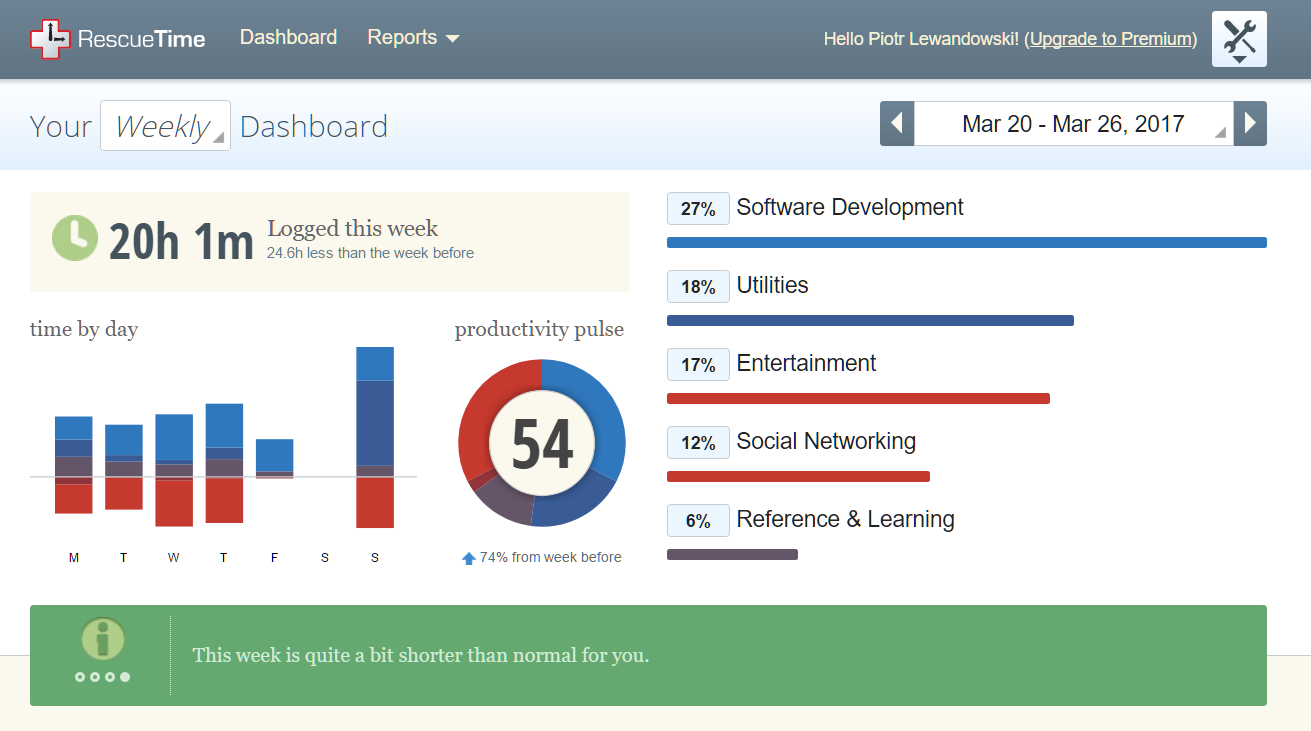 RescueTime Dashboard Reports Hello Piotr Lewandowski! (Upgrade to Premium)
Your Weekly Dashboard Mar 20 - Mar 26, 2017
20h 1m Logged this week
24.6h less than the week before
time by day
M T W T F S S
productivity pulse
54
74% from week before
27% Software Development
18% Utilities
17% Entertainment
12% Social Networking
6% Reference & Learning
This week is quite a bit shorter than normal for you.